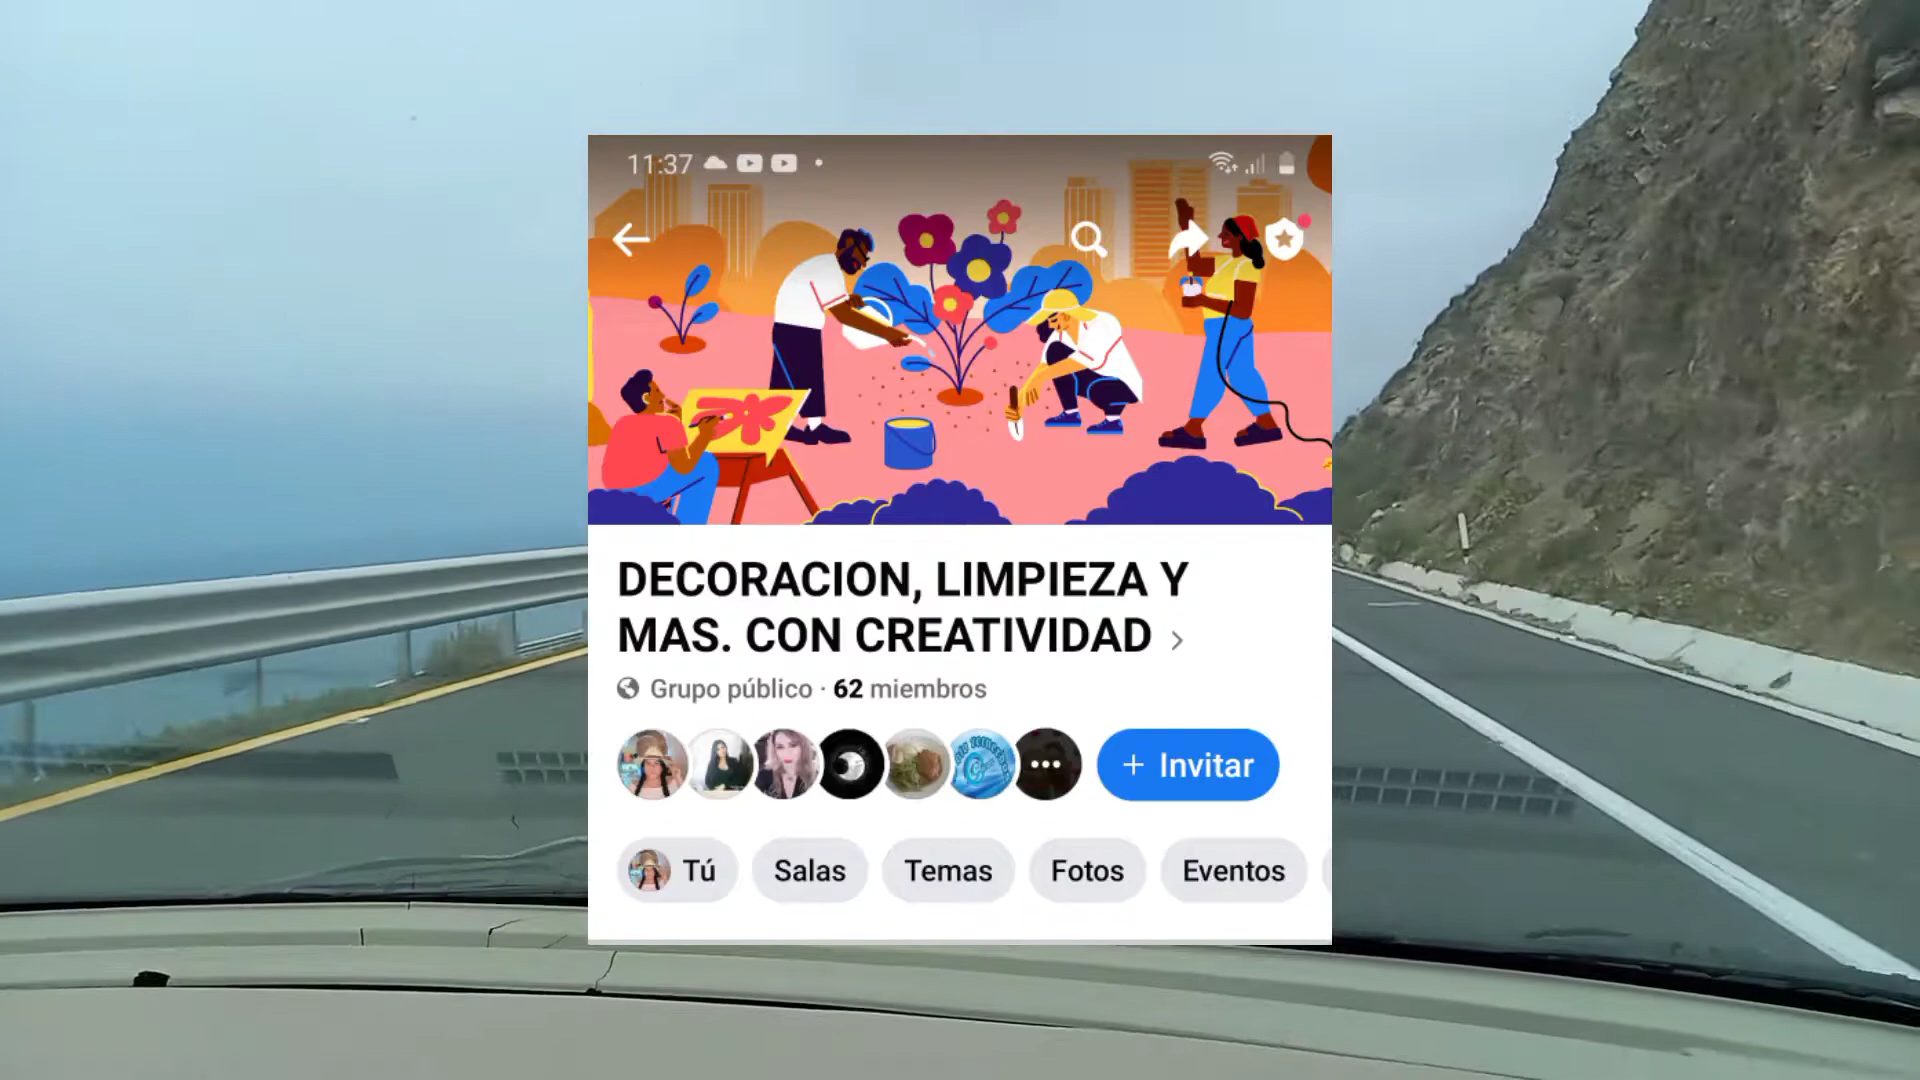 11:37
DECORACION, LIMPIEZA Y
MAS. CON CREATIVIDAD
Grupo público · 62 miembros
+ Invitar
Tú
Salas
Temas
Fotos
Eventos